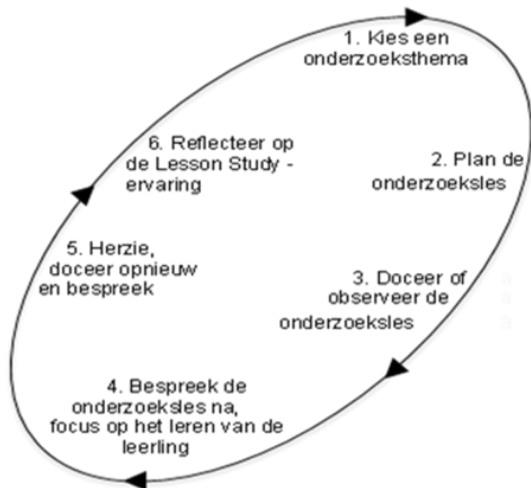 1. Kies een
onderzoeksthema
2. Plan de
onderzoeksles
3. Doceer of
observeer de
onderzoeksles
4. Bespreek de
onderzoeksles na,
focus op het leren van de
leerling
5. Herzie,
doceer opnieuw
en bespreek
6. Reflecteer op
de Lesson Study -
ervaring